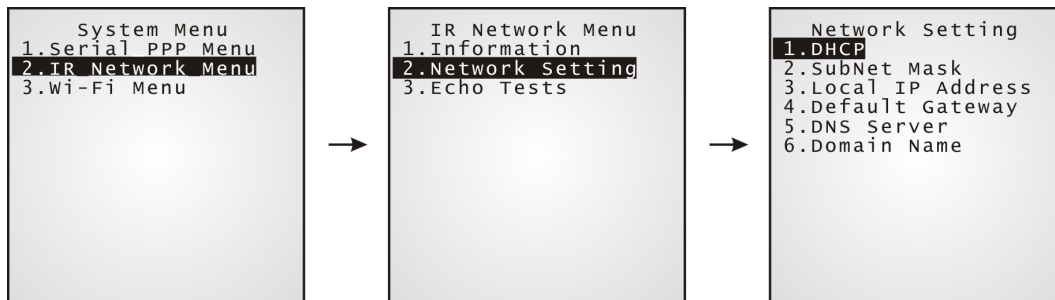 System Menu
1.Serial PPP Menu
2.IR Network Menu
3.Wi-Fi Menu
IR Network Menu
1.Information
2.Network Setting
3.Echo Tests
Network Setting
1.DHCP
2.SubNet Mask
3.Local IP Address
4.Default Gateway
5.DNS Server
6.Domain Name